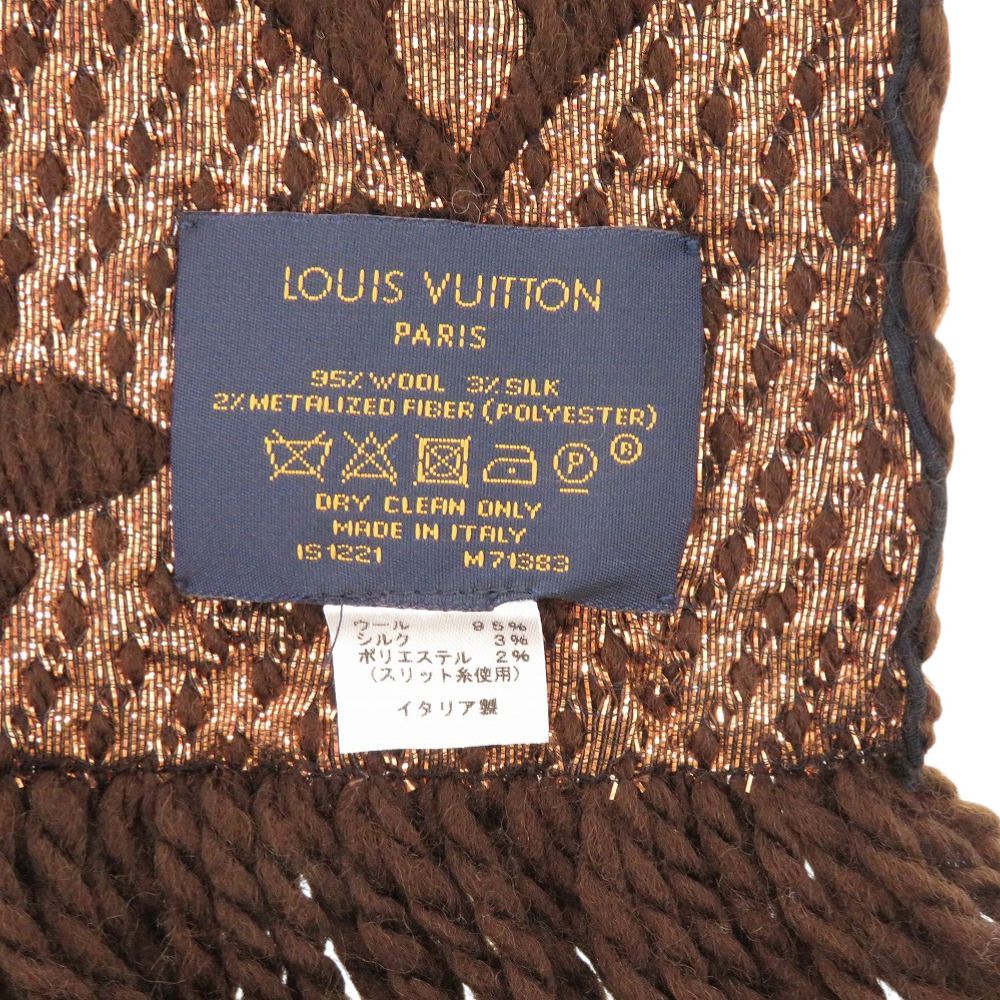 LOUIS VUITTON
PARIS
95% WOOL 3% SILK
2% METALIZED FIBER (POLYESTER)
P ®
DRY CLEAN ONLY
MADE IN ITALY
IS1221 M71383
ウール 95%
シルク 3%
ポリエステル 2%
(スリット糸使用)
イタリア製